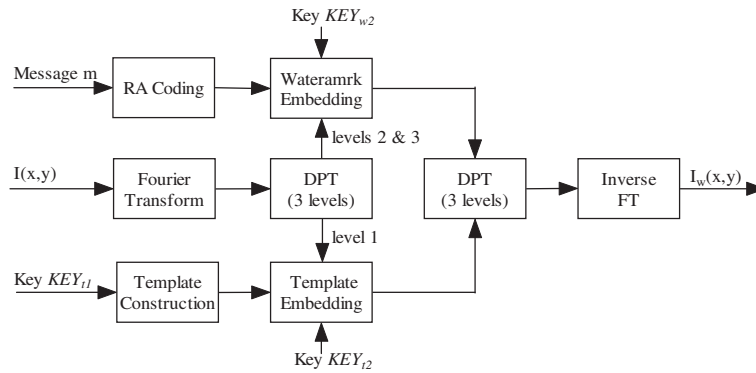 Key KEYw2
Message m
RA Coding
Wateramrk
Embedding
levels 2 & 3
I(x,y)
Fourier
Transform
DPT
(3 levels)
DPT
(3 levels)
Inverse
FT
Iw(x,y)
level 1
Key KEYt1
Template
Construction
Template
Embedding
Key KEYt2